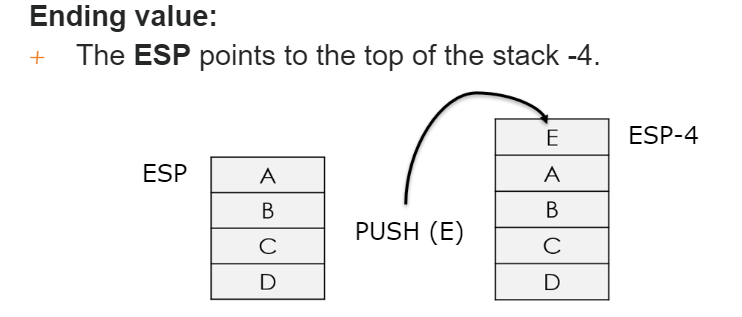 Ending value:
+ The ESP points to the top of the stack -4.
ESP
A
B
C
D
PUSH (E)
E
A
B
C
D
ESP-4